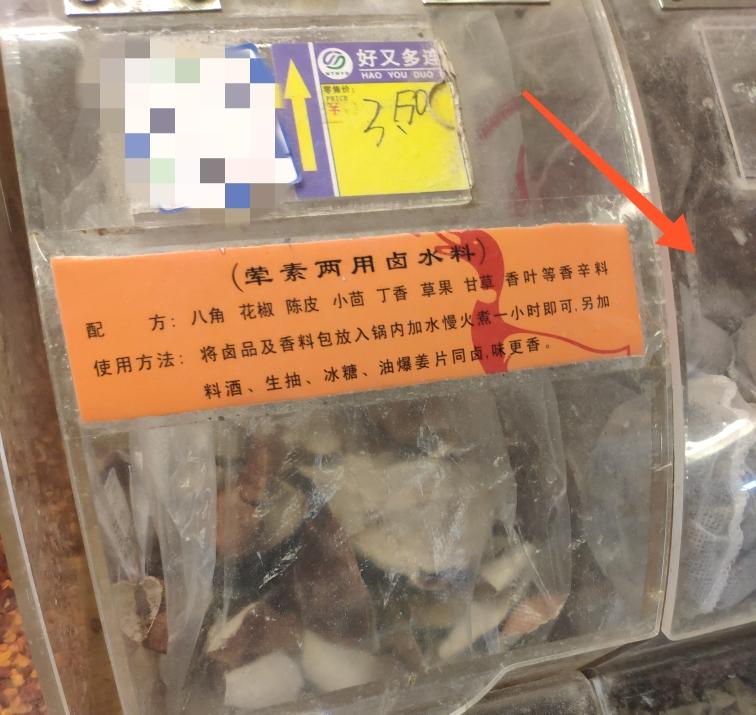 好又多连
HAO YOU DUO
零售价:
PRICE
3.50
(荤素两用卤水料)
配 方: 八角 花椒 陈皮 小茴 丁香 草果 甘草 香叶等香辛料
使用方法: 将卤品及香料包放入锅内加水慢火煮一小时即可,另加
料酒、生抽、冰糖、油爆姜片同卤,味更香。